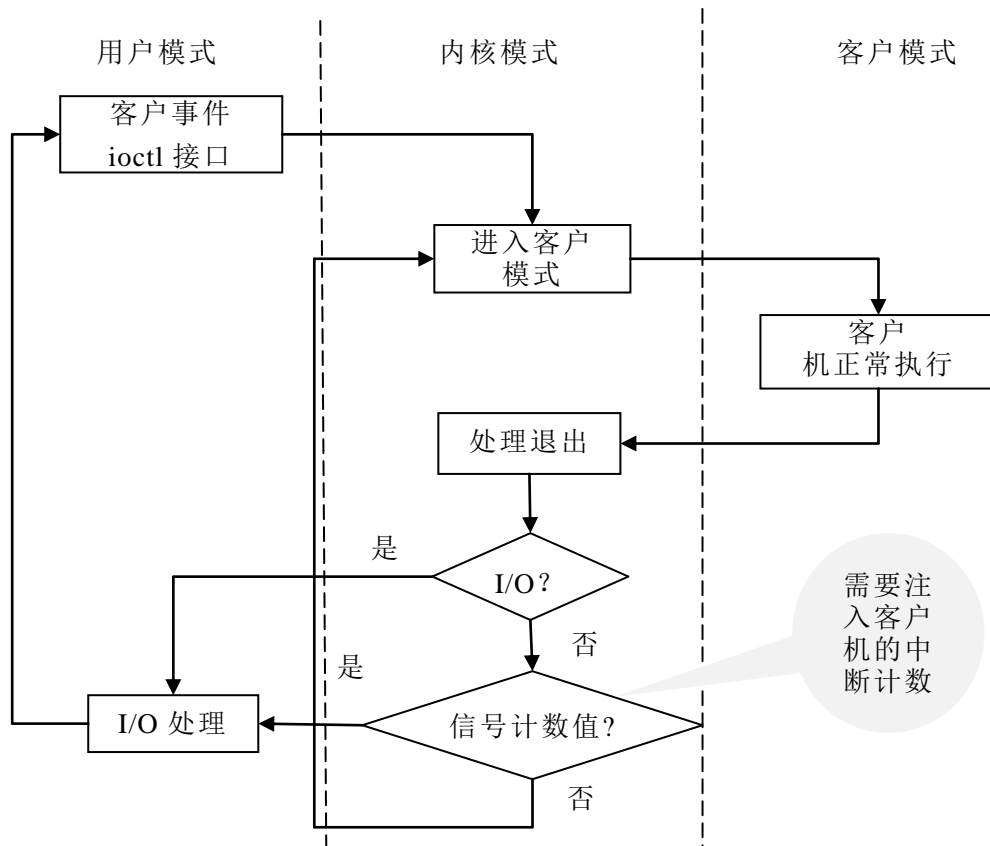 用户模式
内核模式
客户模式
客户事件
ioctl 接口
进入客户
模式
客户
机正常执行
处理退出
是
I/O?
否
需要注
入客户
机的中
断计数
是
I/O 处理
信号计数值?
否